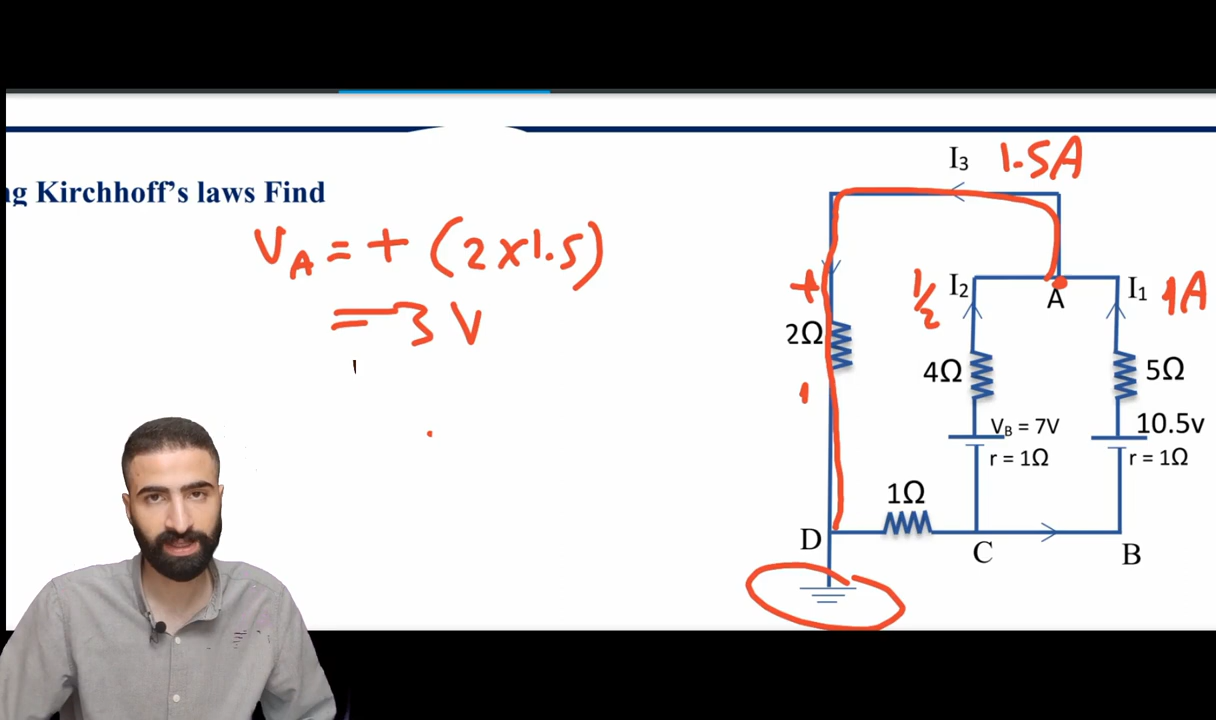 ng Kirchhoff's laws Find
V_A = + (2 x 1.5)
= 3 V
I₃ 1.5A
+
2Ω
I₂ 1/2
A
I₁ 1A
4Ω
5Ω
V_B = 7V
r = 1Ω
10.5v
r = 1Ω
1Ω
D
C
B